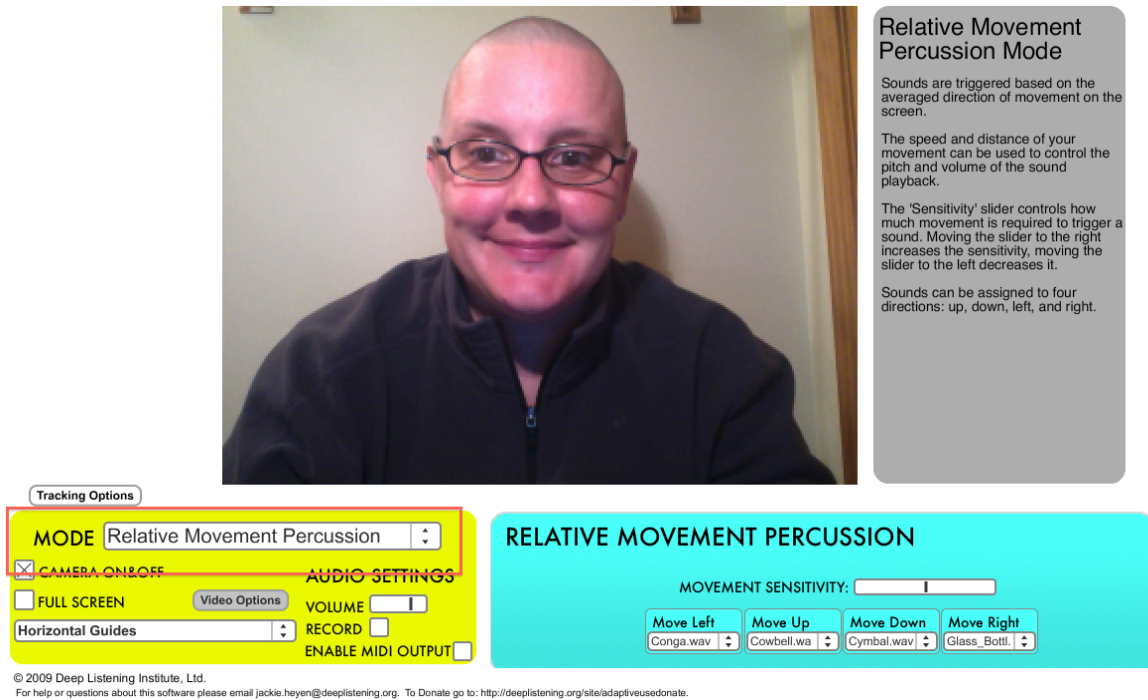 Relative Movement
Percussion Mode
Sounds are triggered based on the
averaged direction of movement on the
screen.
The speed and distance of your
movement can be used to control the
pitch and volume of the sound
playback.
The 'Sensitivity' slider controls how
much movement is required to trigger a
sound. Moving the slider to the right
increases the sensitivity, moving the
slider to the left decreases it.
Sounds can be assigned to four
directions: up, down, left, and right.
Tracking Options
MODE Relative Movement Percussion
CAMERA ON&OFF
FULL SCREEN Video Options
Horizontal Guides
AUDIO SETTINGS
VOLUME
RECORD
ENABLE MIDI OUTPUT
RELATIVE MOVEMENT PERCUSSION
MOVEMENT SENSITIVITY:
Move Left Move Up Move Down Move Right
Conga.wav Cowbell.wa Cymbal.wav Glass_Bottl.
© 2009 Deep Listening Institute, Ltd.
For help or questions about this software please email jackie.heyen@deeplistening.org. To Donate go to: http://deeplistening.org/site/adaptiveusedonate.